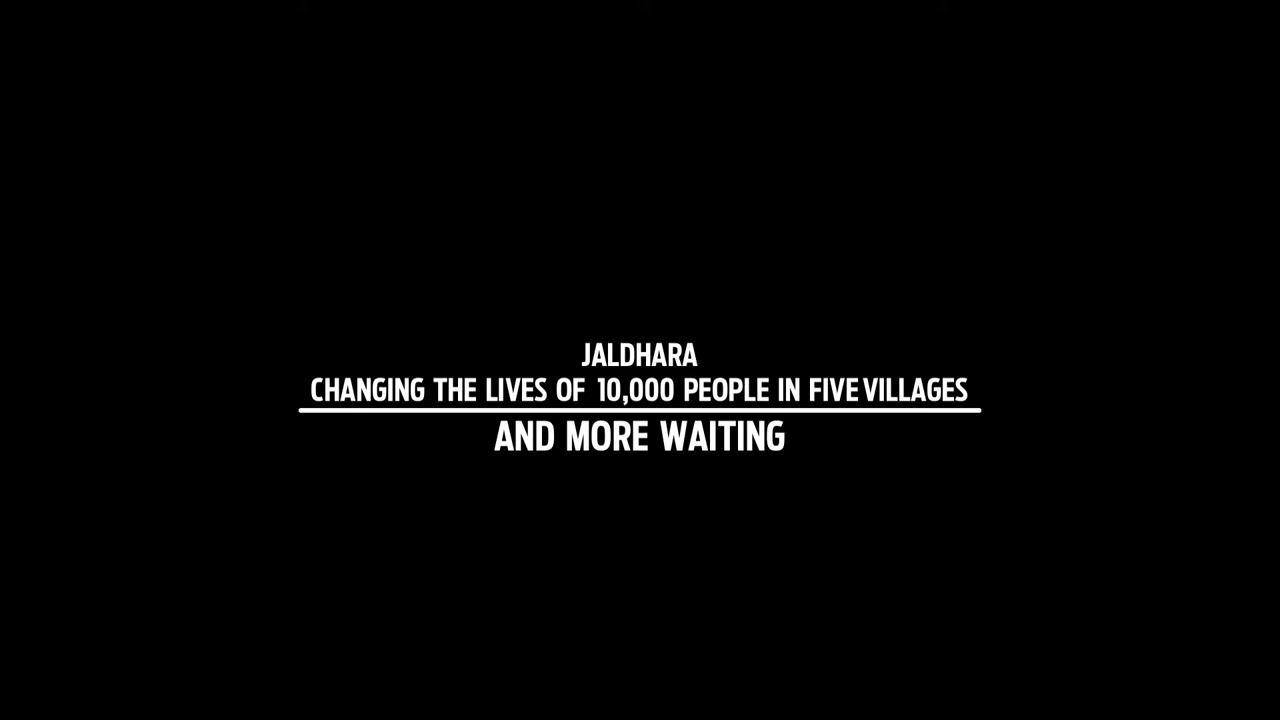 JALDHARA
CHANGING THE LIVES OF 10,000 PEOPLE IN FIVE VILLAGES
AND MORE WAITING